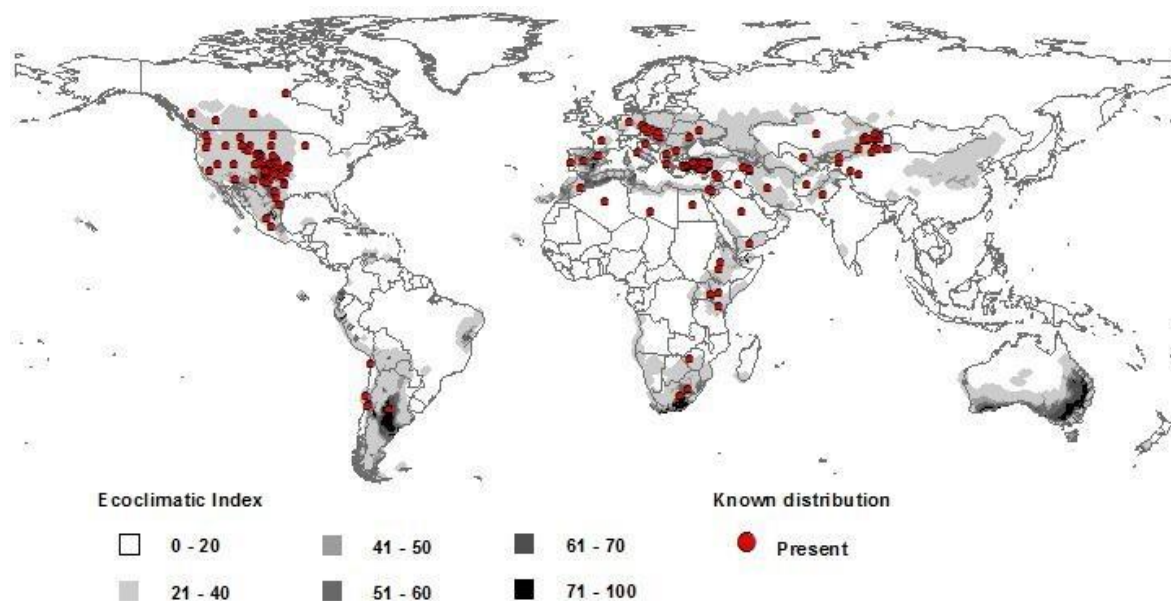 Ecoclimatic Index
Known distribution
0 - 20
41 - 50
61 - 70
Present
21 - 40
51 - 60
71 - 100